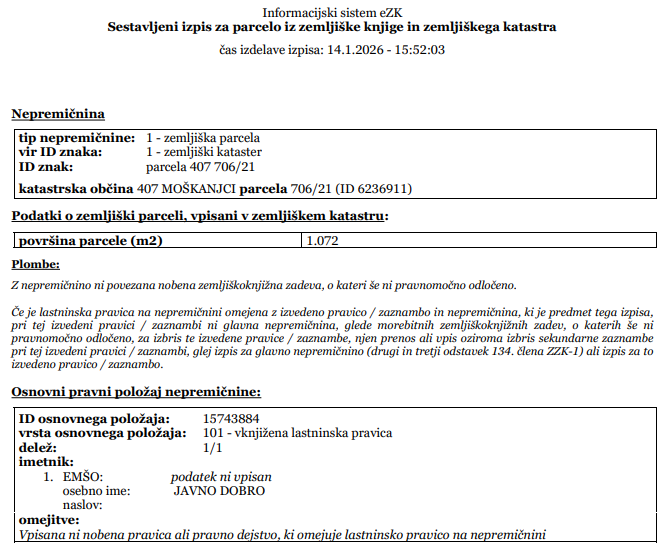 Informacijski sistem eZK
Sestavljeni izpis za parcelo iz zemljiške knjige in zemljiškega katastra
čas izdelave izpisa: 14.1.2026 - 15:52:03
Nepremičnina
tip nepremičnine: 1 - zemljiška parcela
vir ID znaka: 1 - zemljiški kataster
ID znak: parcela 407 706/21
katastrska občina 407 MOŠKANJCI parcela 706/21 (ID 6236911)
Podatki o zemljiški parceli, vpisani v zemljiškem katastru:
površina parcele (m2) 1.072
Plombe:
Z nepremičnino ni povezana nobena zemljiškoknjižna zadeva, o kateri še ni pravnomočno odločeno.
Če je lastninska pravica na nepremičnini omejena z izvedeno pravico / zaznambo in nepremičnina, ki je predmet tega izpisa,
pri tej izvedeni pravici / zaznambi ni glavna nepremičnina, glede morebitnih zemljiškoknjižnih zadev, o katerih še ni
pravnomočno odločeno, za izbris te izvedene pravice / zaznambe, njen prenos ali vpis oziroma izbris sekundarne zaznambe
pri tej izvedeni pravici / zaznambi, glej izpis za glavno nepremičnino (drugi in tretji odstavek 134. člena ZZK-1) ali izpis za to
izvedeno pravico / zaznambo.
Osnovni pravni položaj nepremičnine:
ID osnovnega položaja: 15743884
vrsta osnovnega položaja: 101 - vknjižena lastninska pravica
delež: 1/1
imetnik:
1. EMŠO: podatek ni vpisan
osebno ime: JAVNO DOBRO
naslov:
omejitve:
Vpisana ni nobena pravica ali pravno dejstvo, ki omejuje lastninsko pravico na nepremičnini